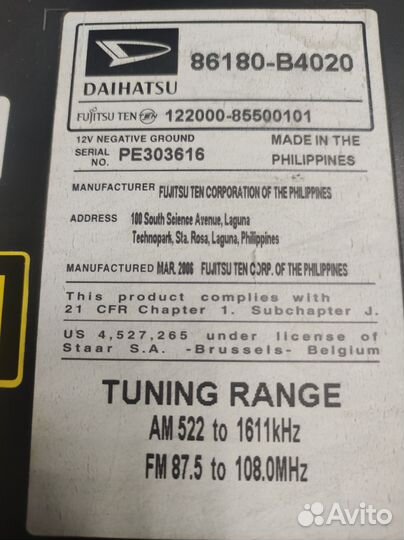 DAIHATSU
86180-B4020
FUJITSU TEN TEN 122000-85500101
12V NEGATIVE GROUND
SERIAL NO. PE303616
MADE IN THE PHILIPPINES
MANUFACTURER FUJITSU TEN CORPORATION OF THE PHILIPPINES
ADDRESS 100 South Science Avenue, Laguna
Technopark, Sta. Rosa, Laguna, Philippines
MANUFACTURED MAR. 2006 FUJITSU TEN CORP. OF THE PHILIPPINES
This product complies with
21 CFR Chapter 1. Subchapter J.
US 4,527,265 under license of
Staar S.A. -Brussels- Belgium
TUNING RANGE
AM 522 to 1611kHz
FM 87.5 to 108.0MHz
Avito